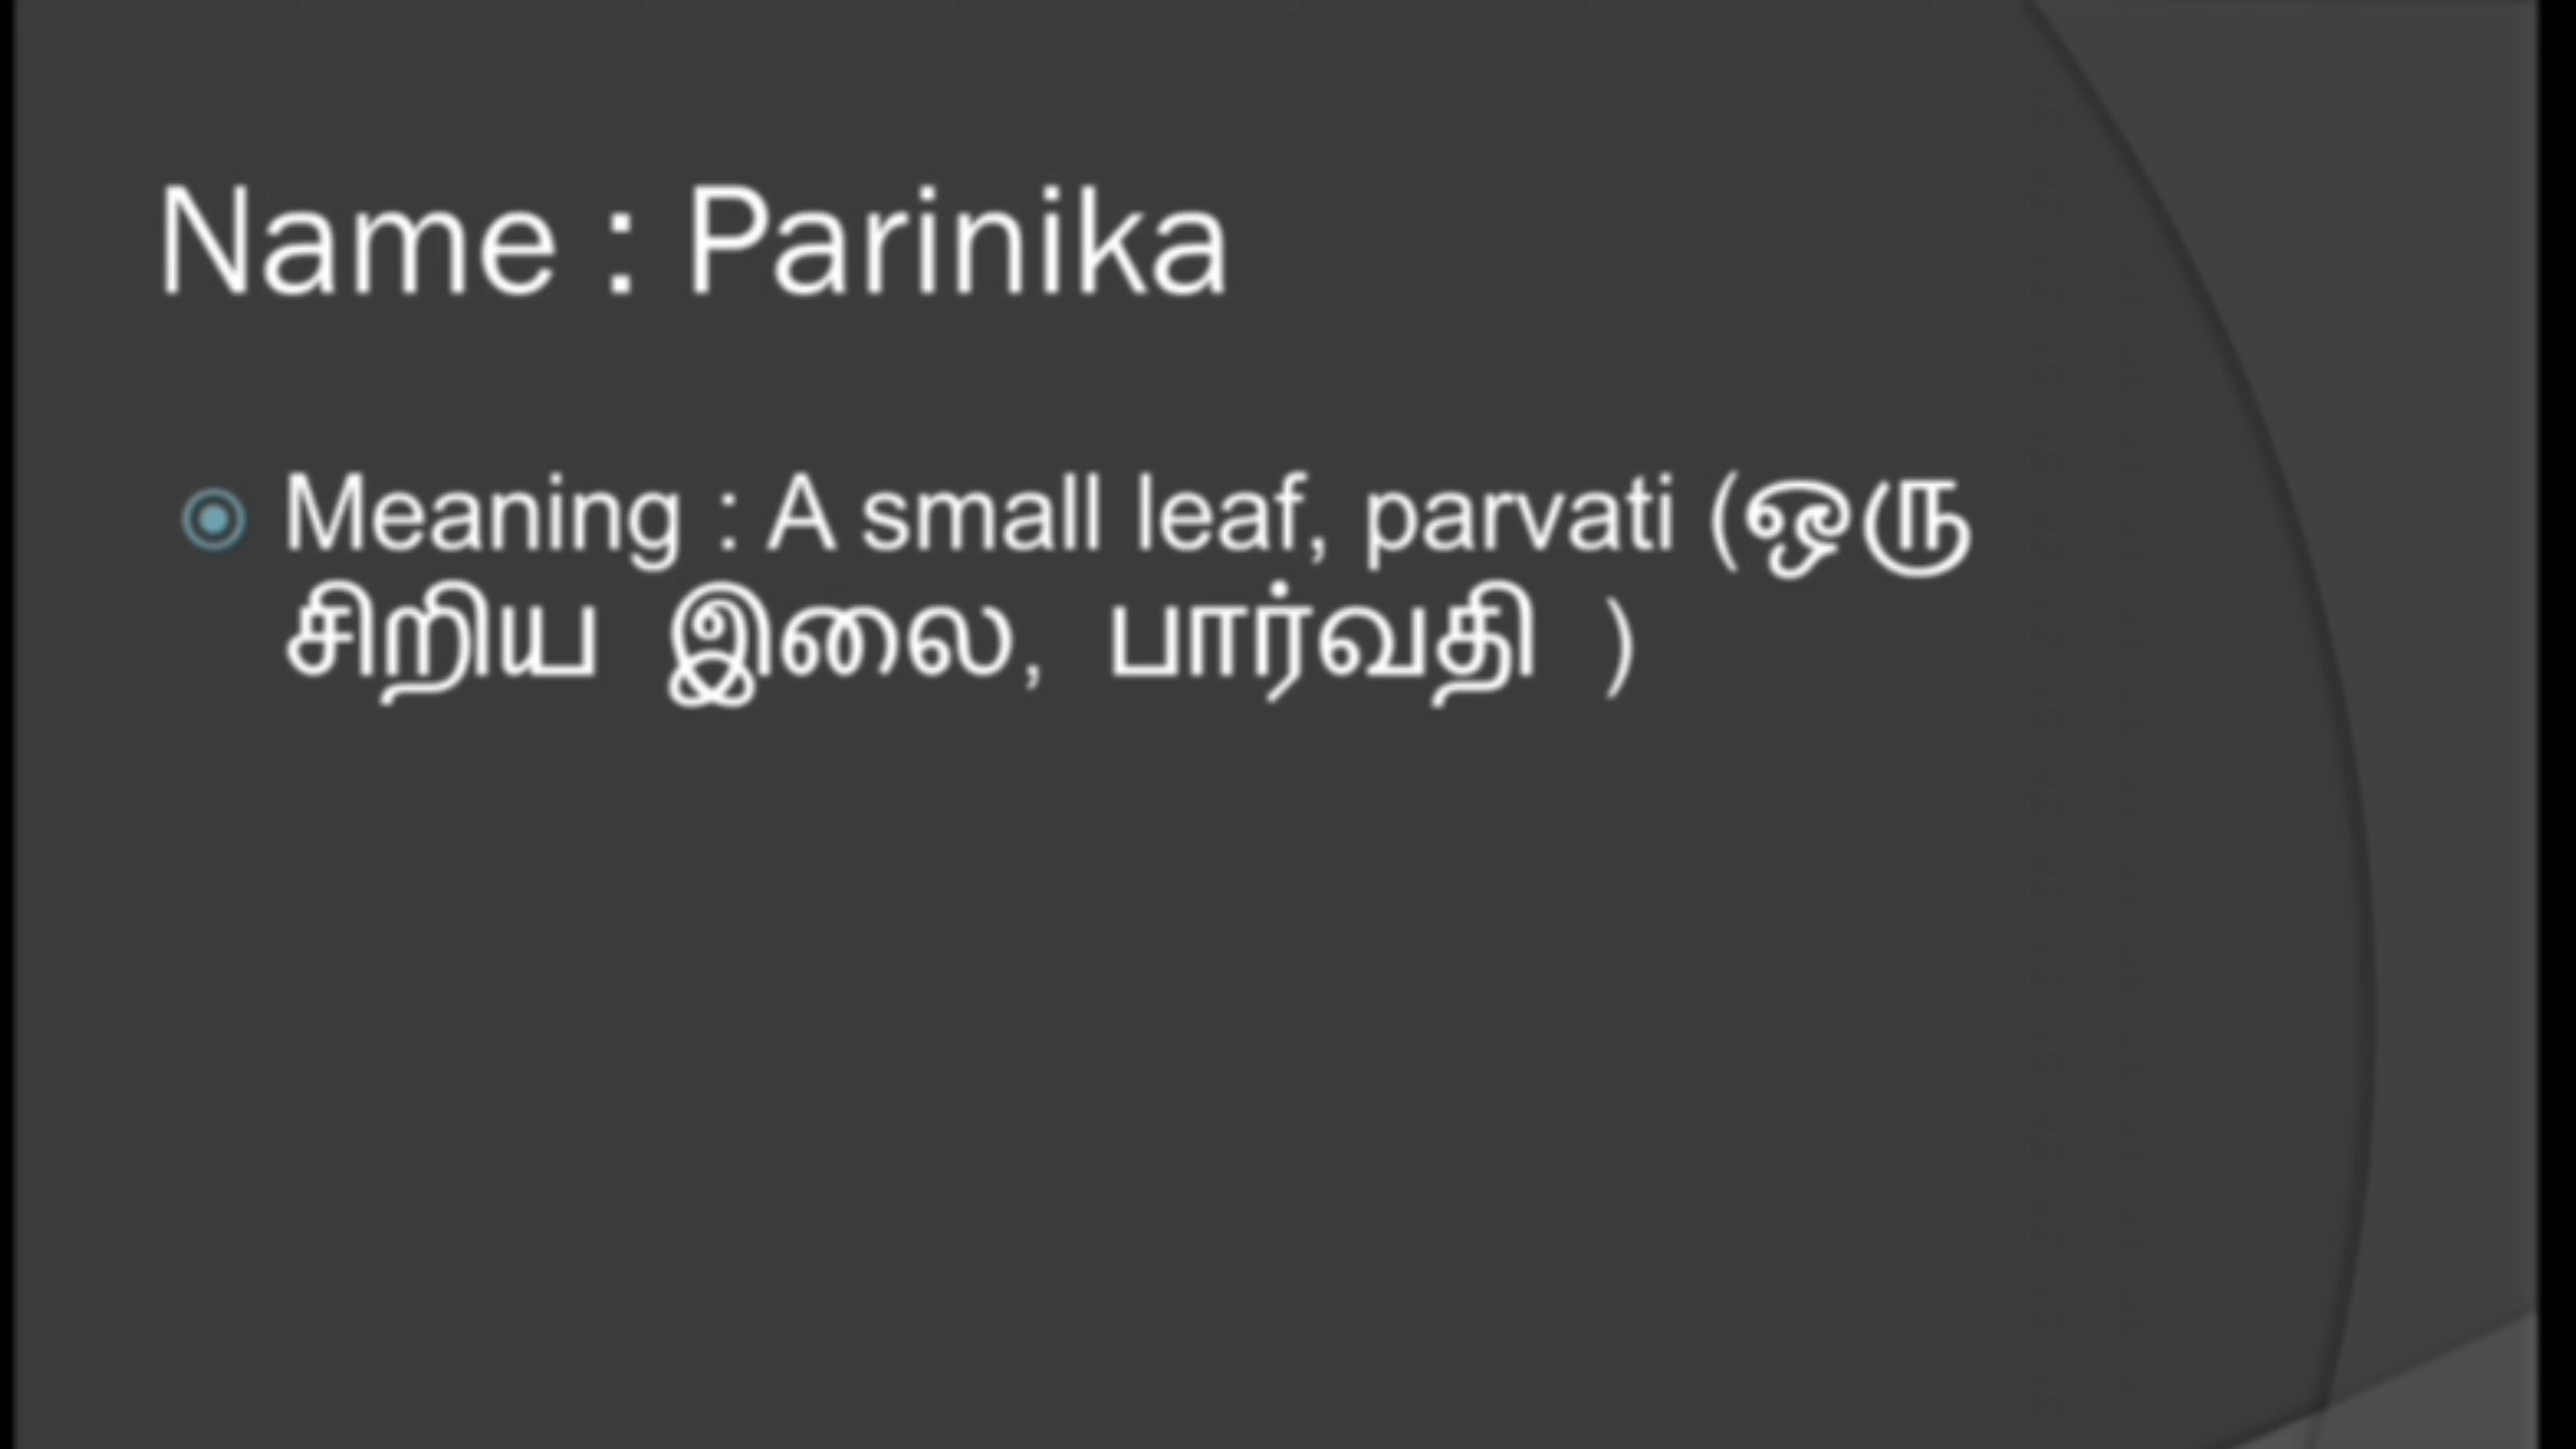 Name : Parinika
Meaning : A small leaf, parvati (ஒரு
சிறிய இலை, பார்வதி )